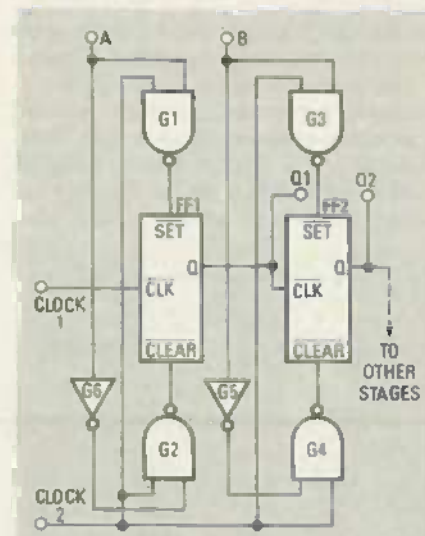 A
B
G1
G3
Q1
Q2
FF1
FF2
SET
SET
Q
Q
CLK
CLK
CLOCK
1
CLEAR
CLEAR
TO
OTHER
STAGES
G6
G5
G2
G4
CLOCK
2